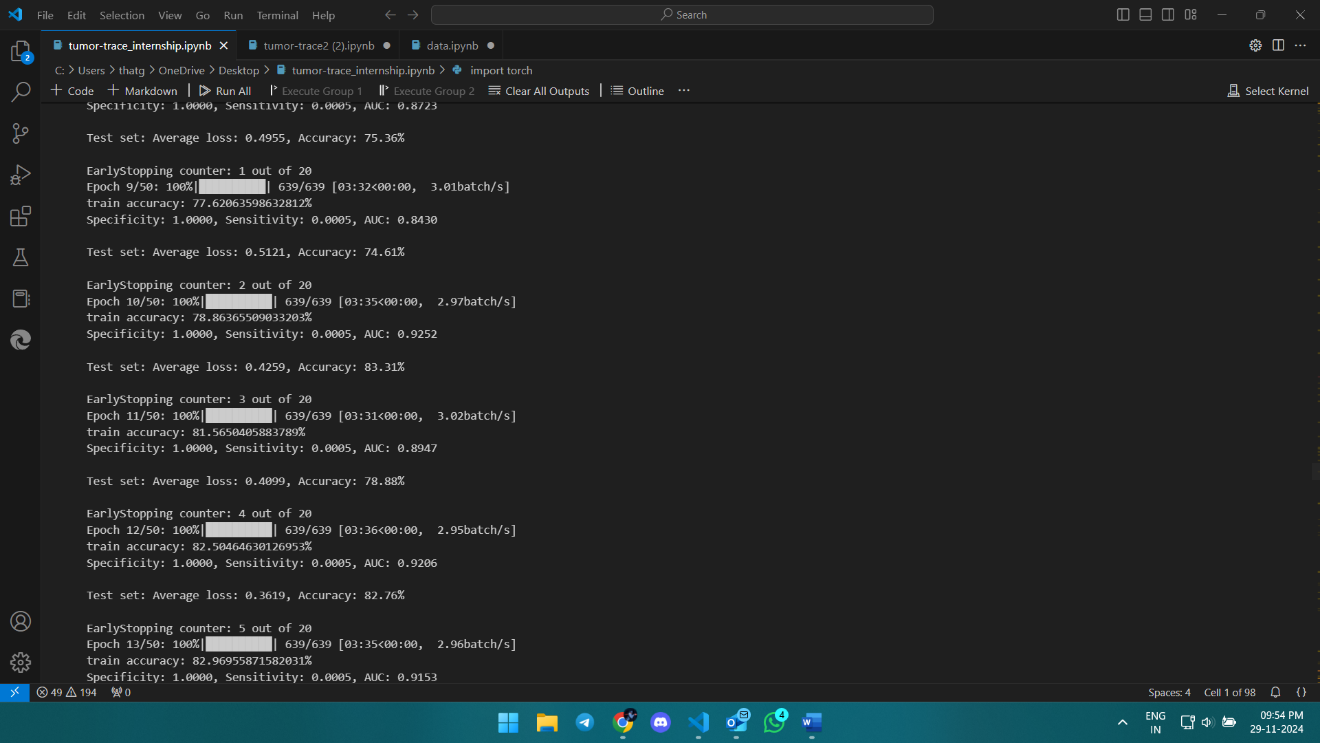 File Edit Selection View Go Run Terminal Help
Search
tumor-trace_internship.ipynb tumor-trace2 (2).ipynb data.ipynb
C: > Users > thatg > OneDrive > Desktop > tumor-trace_internship.ipynb > import torch
Code Markdown Run All Execute Group 1 Execute Group 2 Clear All Outputs Outline ... Select Kernel
Specificity: 1.0000, Sensitivity: 0.0005, AUC: 0.8723
Test set: Average loss: 0.4955, Accuracy: 75.36%
EarlyStopping counter: 1 out of 20
Epoch 9/50: 100%|██████████| 639/639 [03:32<00:00,  3.01batch/s]
train accuracy: 77.62063598632812%
Specificity: 1.0000, Sensitivity: 0.0005, AUC: 0.8430
Test set: Average loss: 0.5121, Accuracy: 74.61%
EarlyStopping counter: 2 out of 20
Epoch 10/50: 100%|██████████| 639/639 [03:35<00:00,  2.97batch/s]
train accuracy: 78.86365509033203%
Specificity: 1.0000, Sensitivity: 0.0005, AUC: 0.9252
Test set: Average loss: 0.4259, Accuracy: 83.31%
EarlyStopping counter: 3 out of 20
Epoch 11/50: 100%|██████████| 639/639 [03:31<00:00,  3.02batch/s]
train accuracy: 81.5650405883789%
Specificity: 1.0000, Sensitivity: 0.0005, AUC: 0.8947
Test set: Average loss: 0.4099, Accuracy: 78.88%
EarlyStopping counter: 4 out of 20
Epoch 12/50: 100%|██████████| 639/639 [03:36<00:00,  2.95batch/s]
train accuracy: 82.50464630126953%
Specificity: 1.0000, Sensitivity: 0.0005, AUC: 0.9206
Test set: Average loss: 0.3619, Accuracy: 82.76%
EarlyStopping counter: 5 out of 20
Epoch 13/50: 100%|██████████| 639/639 [03:35<00:00,  2.96batch/s]
train accuracy: 82.96955871582031%
Specificity: 1.0000, Sensitivity: 0.0005, AUC: 0.9153
2
49 194 0 Spaces: 4 Cell 1 of 98 {}
4
ENG
IN
09:54 PM
29-11-2024